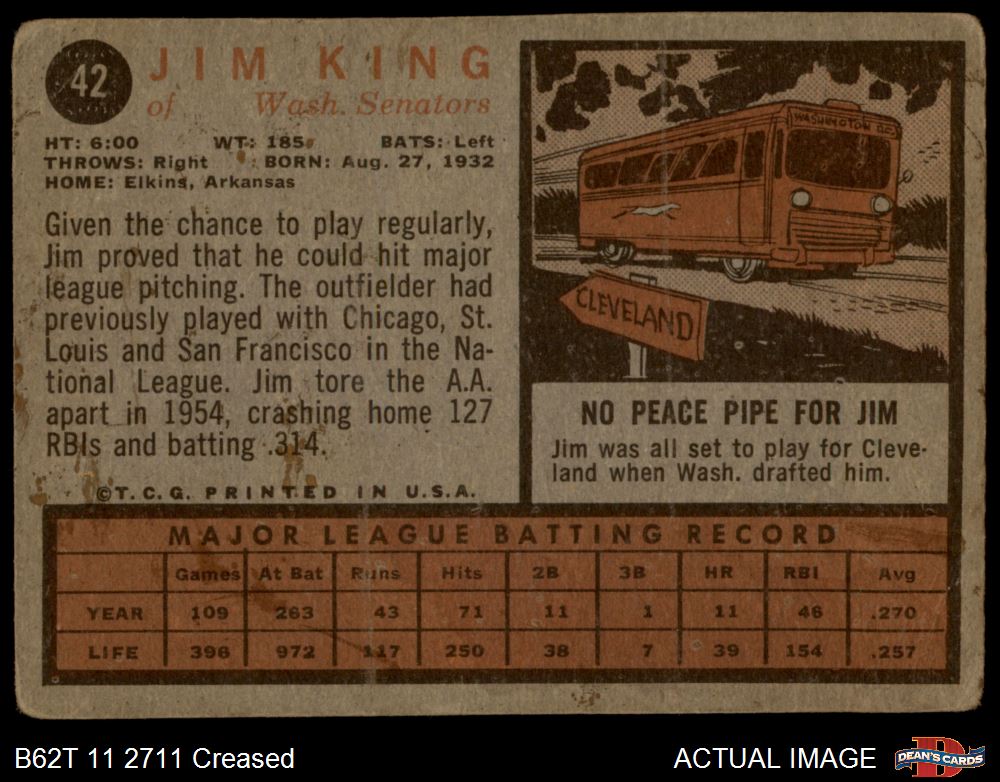 42
JIM KING
of Wash. Senators
HT: 6:00 WT: 185 BATS: Left
THROWS: Right BORN: Aug. 27, 1932
HOME: Elkins, Arkansas
Given the chance to play regularly,
Jim proved that he could hit major
league pitching. The outfielder had
previously played with Chicago, St.
Louis and San Francisco in the Na-
tional League. Jim tore the A.A.
apart in 1954, crashing home 127
RBIs and batting .314.
©T.C.G. PRINTED IN U.S.A.
WASHINGTON D.C.
CLEVELAND
NO PEACE PIPE FOR JIM
Jim was all set to play for Cleve-
land when Wash. drafted him.
MAJOR LEAGUE BATTING RECORD
Games At Bat Runs Hits 2B 3B HR RBI Avg
YEAR 109 263 43 71 11 1 11 46 .270
LIFE 396 972 117 250 38 7 39 154 .257
B62T 11 2711 Creased
ACTUAL IMAGE
D
DEAN'S CARDS